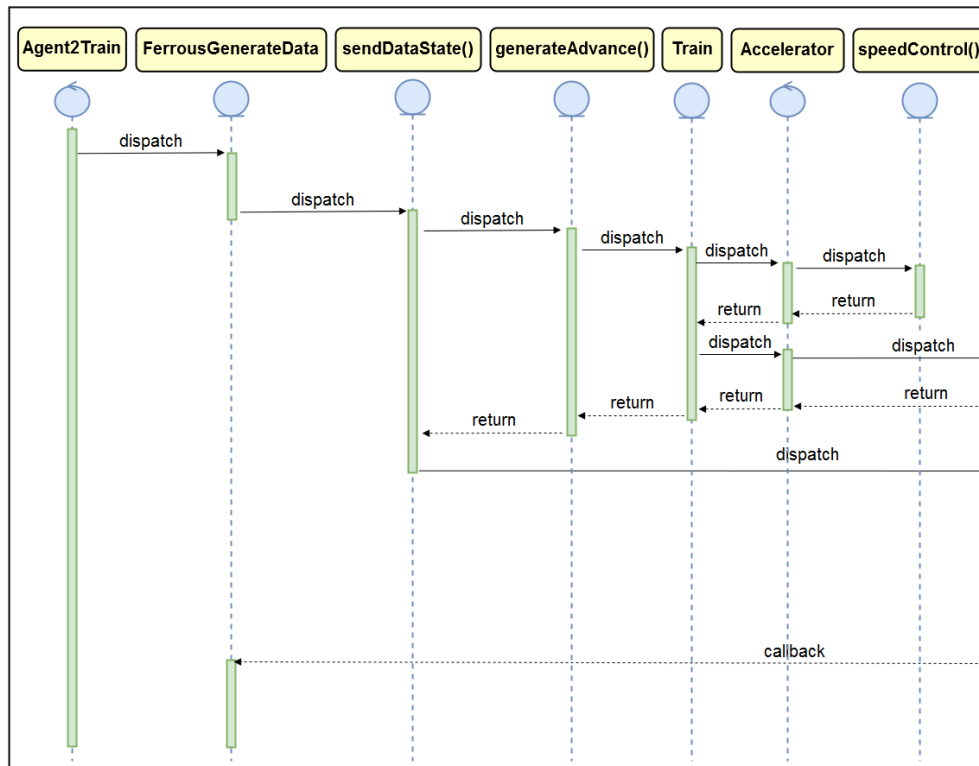 Agent2Train
FerrousGenerateData
sendDataState()
generateAdvance()
Train
Accelerator
speedControl()
dispatch
dispatch
dispatch
dispatch
dispatch
dispatch
return
return
dispatch
dispatch
return
return
return
return
dispatch
callback